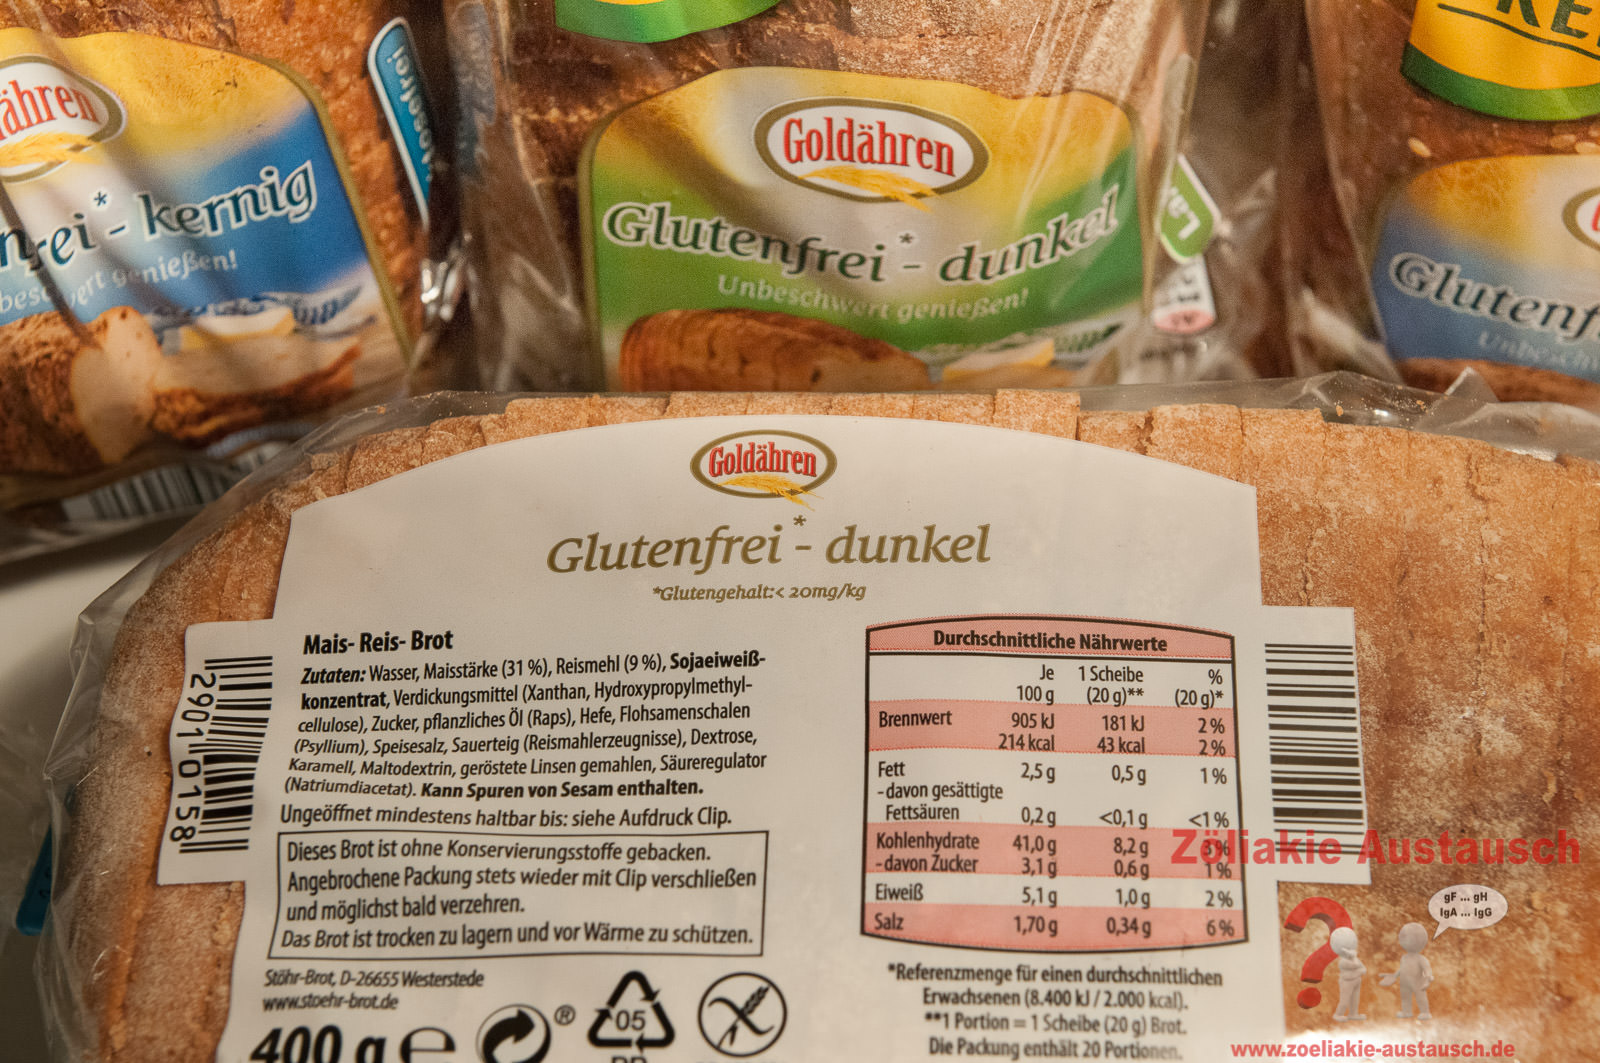 ähren
frei*- kernig
genießen!
Goldähren
Glutenfrei*- dunkel
Unbeschwert genießen!
Glutenf
Goldähren
Glutenfrei*- dunkel
*Glutengehalt:< 20mg/kg
Mais- Reis- Brot
Zutaten: Wasser, Maisstärke (31 %), Reismehl (9 %), Sojaeiweiß-
konzentrat, Verdickungsmittel (Xanthan, Hydroxypropylmethyl-
cellulose), Zucker, pflanzliches Öl (Raps), Hefe, Flohsamenschalen
(Psyllium), Speisesalz, Sauerteig (Reismahlerzeugnisse), Dextrose,
Karamell, Maltodextrin, geröstete Linsen gemahlen, Säureregulator
(Natriumdiacetat). Kann Spuren von Sesam enthalten.
Ungeöffnet mindestens haltbar bis: siehe Aufdruck Clip.
Dieses Brot ist ohne Konservierungsstoffe gebacken.
Angebrochene Packung stets wieder mit Clip verschließen
und möglichst bald verzehren.
Das Brot ist trocken zu lagern und vor Wärme zu schützen.
Stöhr-Brot, D-26655 Westerstede
www.stoehr-brot.de
400 g e
®
05
29010158
Durchschnittliche Nährwerte
Je 1 Scheibe %
100 g (20 g)** (20 g)*
Brennwert 905 kJ 181 kJ 2 %
214 kcal 43 kcal 2 %
Fett 2,5 g 0,5 g 1 %
- davon gesättigte
Fettsäuren 0,2 g <0,1 g <1 %
Kohlenhydrate 41,0 g 8,2 g 3 %
- davon Zucker 3,1 g 0,6 g 1 %
Eiweiß 5,1 g 1,0 g 2 %
Salz 1,70 g 0,34 g 6 %
*Referenzmenge für einen durchschnittlichen
Erwachsenen (8.400 kJ / 2.000 kcal).
**1 Portion = 1 Scheibe (20 g) Brot.
Die Packung enthält 20 Portionen.
Zöliakie Austausch
gF ... gH
IgA ... IgG
www.zoeliakie-austausch.de